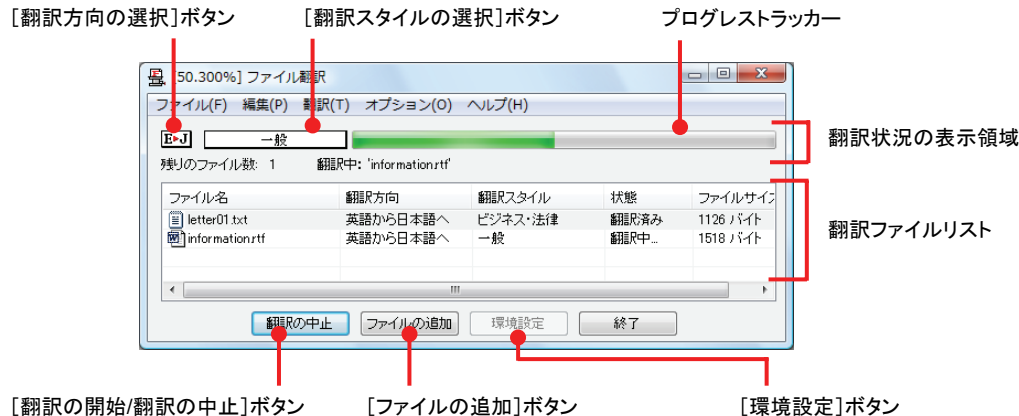 [翻訳方向の選択]ボタン [翻訳スタイルの選択]ボタン プログレストラッカー
[50.300%] ファイル翻訳
ファイル(F) 編集(P) 翻訳(T) オプション(O) ヘルプ(H)
E▸J 一般
翻訳状況の表示領域
残りのファイル数: 1 翻訳中: 'information.rtf'
ファイル名 翻訳方向 翻訳スタイル 状態 ファイルサイズ
letter01.txt 英語から日本語へ ビジネス・法律 翻訳済み 1126 バイト
information.rtf 英語から日本語へ 一般 翻訳中... 1518 バイト
翻訳ファイルリスト
翻訳の中止 ファイルの追加 環境設定 終了
[翻訳の開始/翻訳の中止]ボタン [ファイルの追加]ボタン [環境設定]ボタン